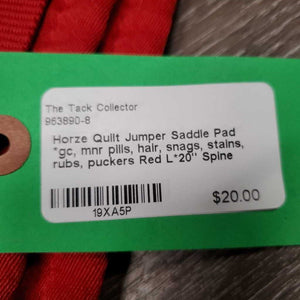 The Tack Collector
963890-8
Horze Quilt Jumper Saddle Pad
*gc, mnr pills, hair, snags, stains,
rubs, puckers Red L*20" Spine
19XA5P
$20.00